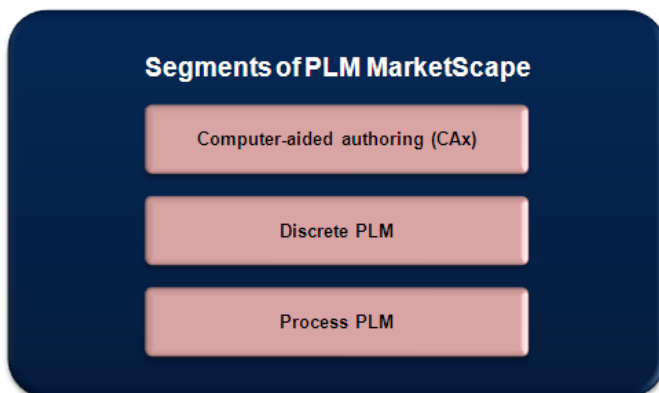 Segments of PLM MarketScape
Computer-aided authoring (CAx)
Discrete PLM
Process PLM